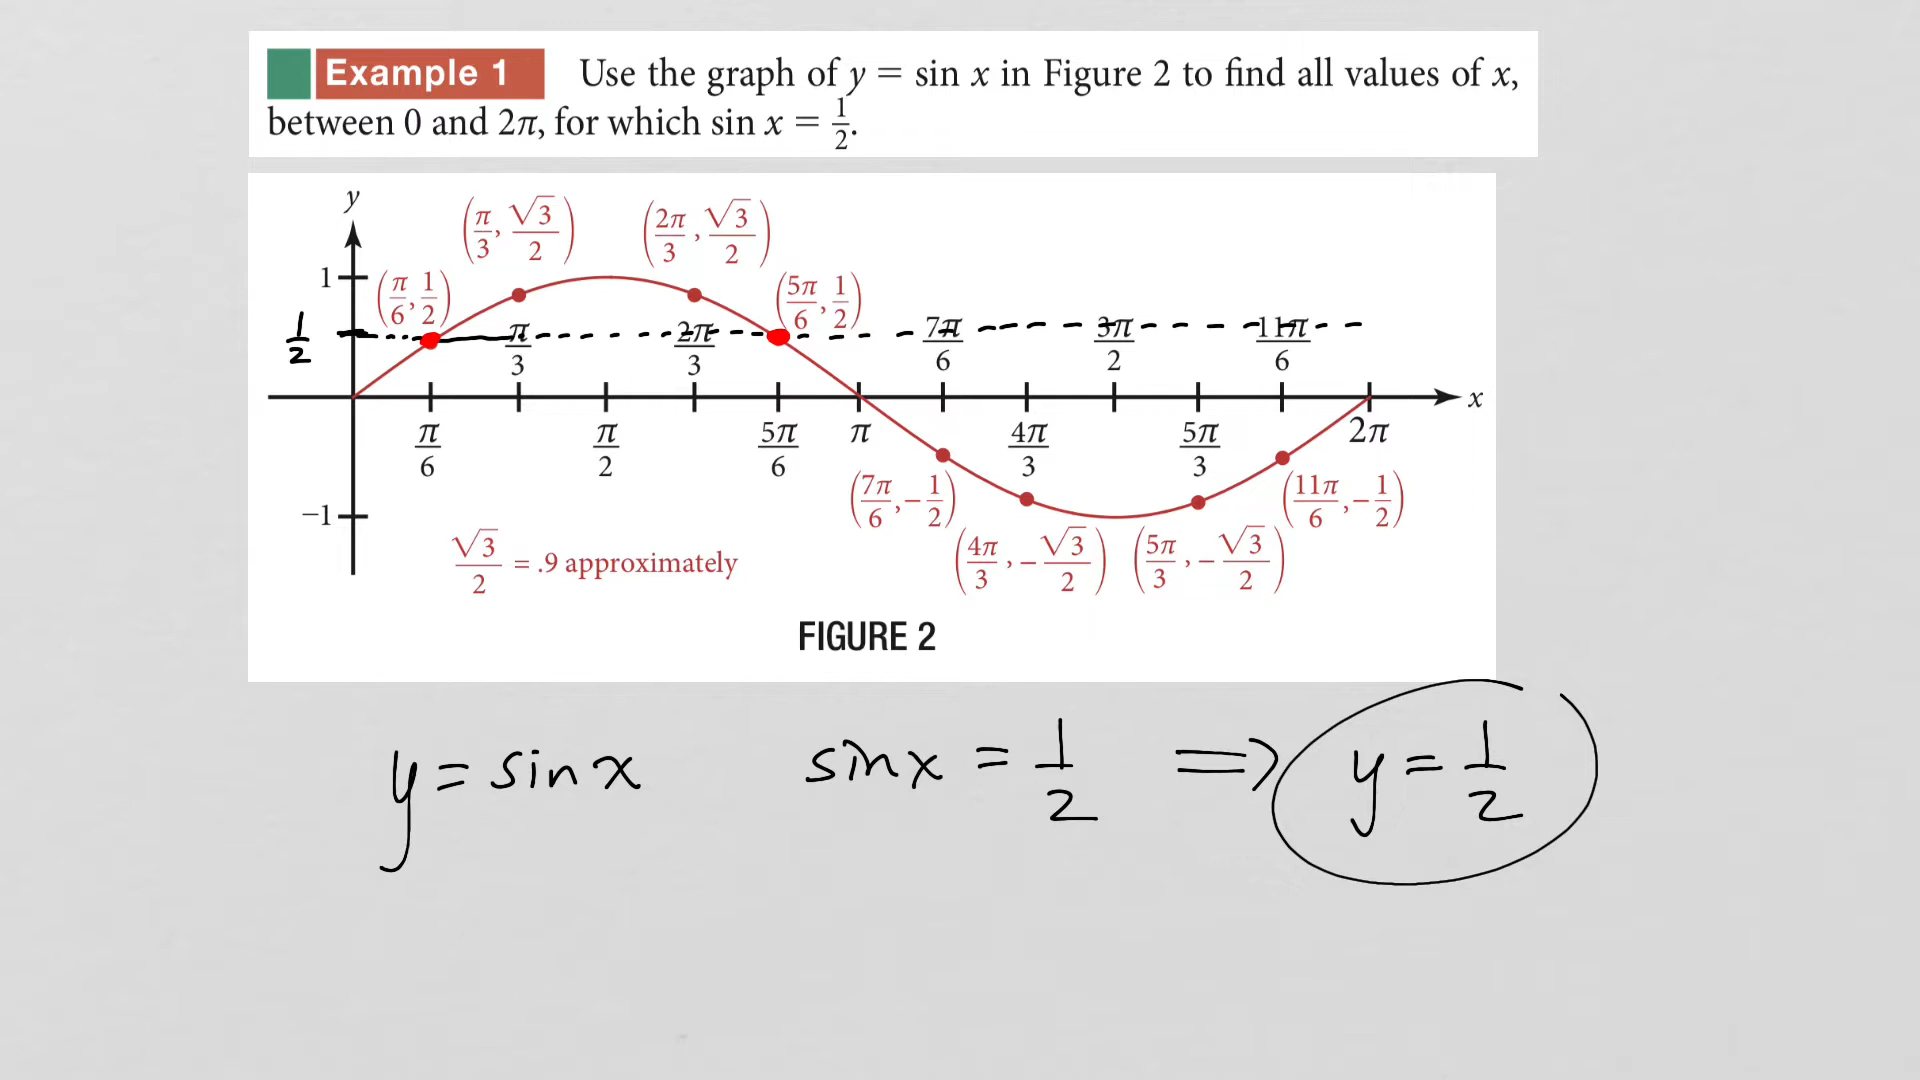 Example 1 Use the graph of y = sin x in Figure 2 to find all values of x,
between 0 and 2π, for which sin x = 1/2.
y
(π/3, √3/2) (2π/3, √3/2)
1 (π/6, 1/2) (5π/6, 1/2)
1/2 π/3 2π/3 7π/6 3π/2 11π/6
x
π/6 π/2 5π/6 π 4π/3 5π/3 2π
−1 (7π/6, −1/2) (11π/6, −1/2)
√3/2 = .9 approximately (4π/3, −√3/2) (5π/3, −√3/2)
FIGURE 2
y = sin x sin x = 1/2 ⟹ y = 1/2